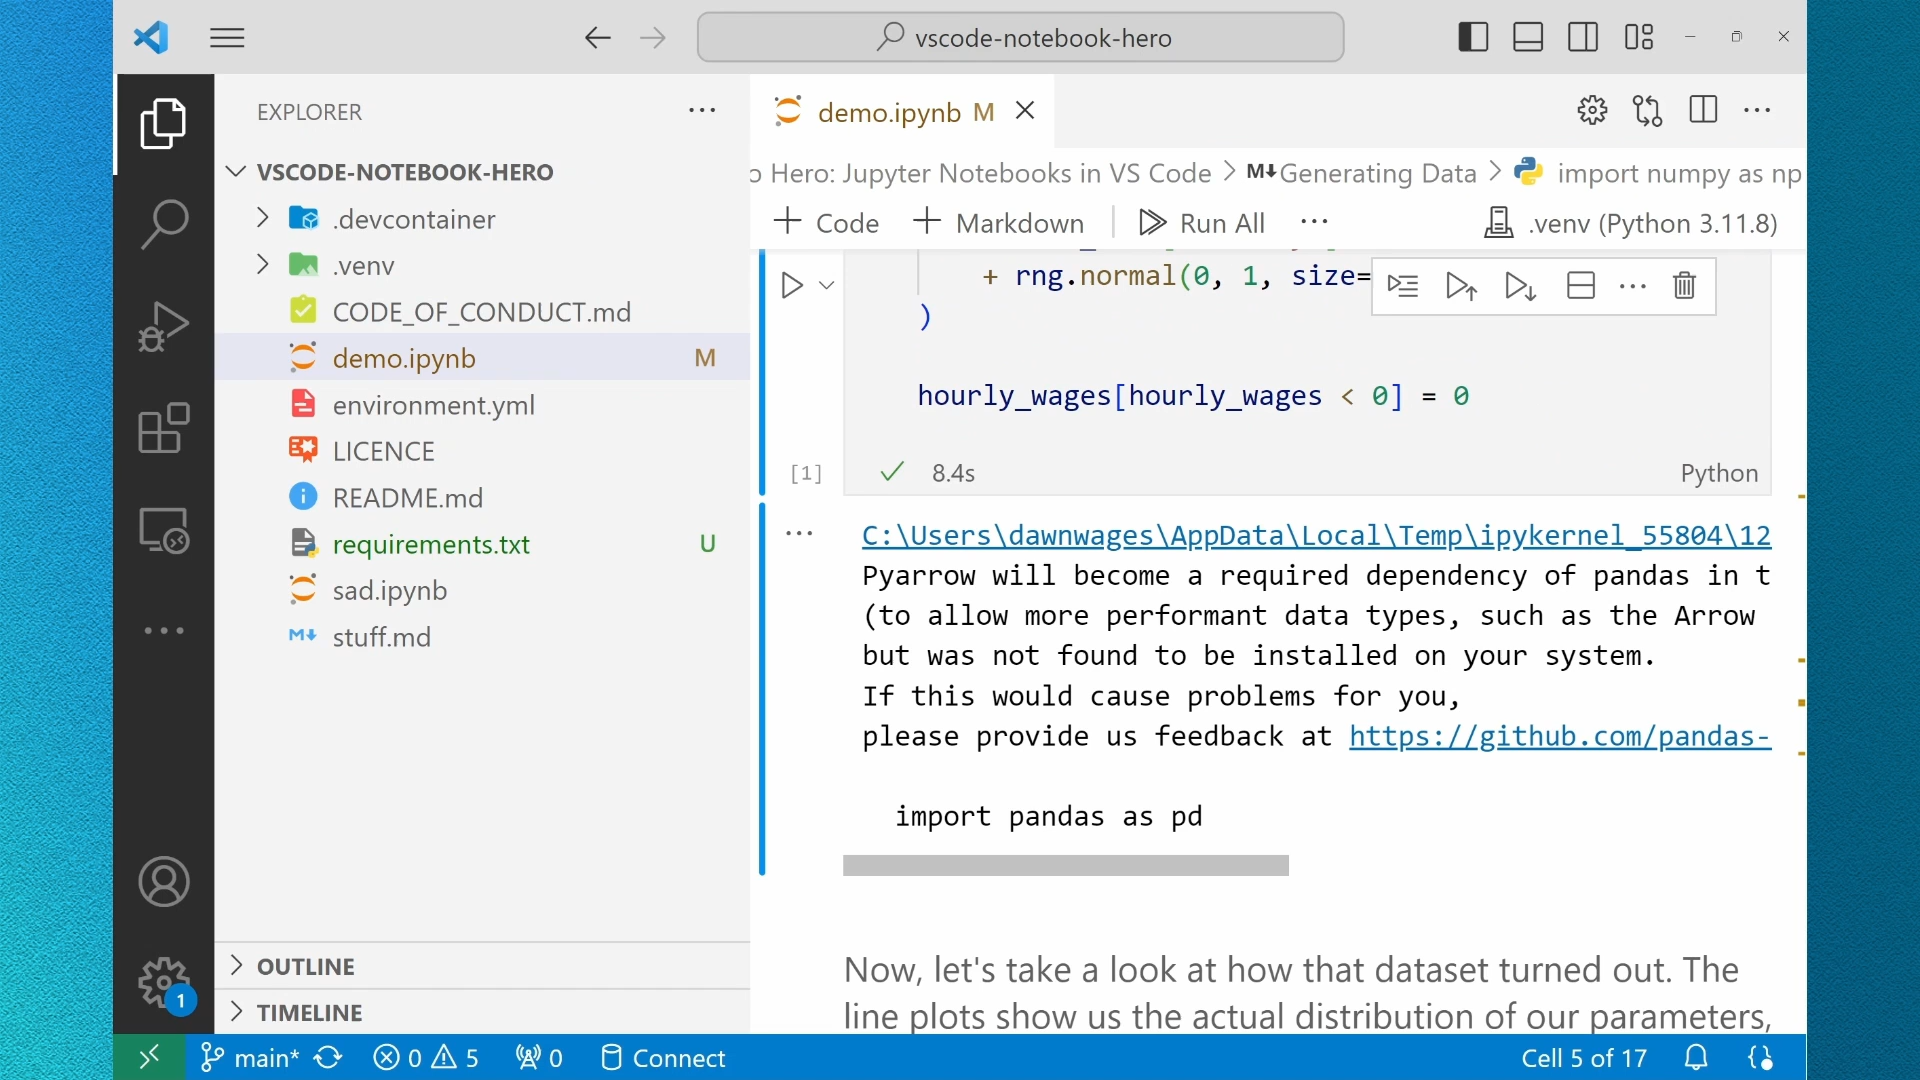 vscode-notebook-hero
EXPLORER
demo.ipynb M
VSCODE-NOTEBOOK-HERO
Hero: Jupyter Notebooks in VS Code > M↓ Generating Data > import numpy as np
.devcontainer
+ Code + Markdown Run All ... .venv (Python 3.11.8)
.venv
CODE_OF_CONDUCT.md
demo.ipynb M
environment.yml
LICENCE
README.md
requirements.txt U
sad.ipynb
M↓ stuff.md
+ rng.normal(0, 1, size=
)
hourly_wages[hourly_wages < 0] = 0
[1] 8.4s Python
C:\Users\dawnwages\AppData\Local\Temp\ipykernel_55804\12
Pyarrow will become a required dependency of pandas in t
(to allow more performant data types, such as the Arrow
but was not found to be installed on your system.
If this would cause problems for you,
please provide us feedback at https://github.com/pandas-
import pandas as pd
Now, let's take a look at how that dataset turned out. The
line plots show us the actual distribution of our parameters,
OUTLINE
TIMELINE
1
main* 0 5 0 Connect Cell 5 of 17